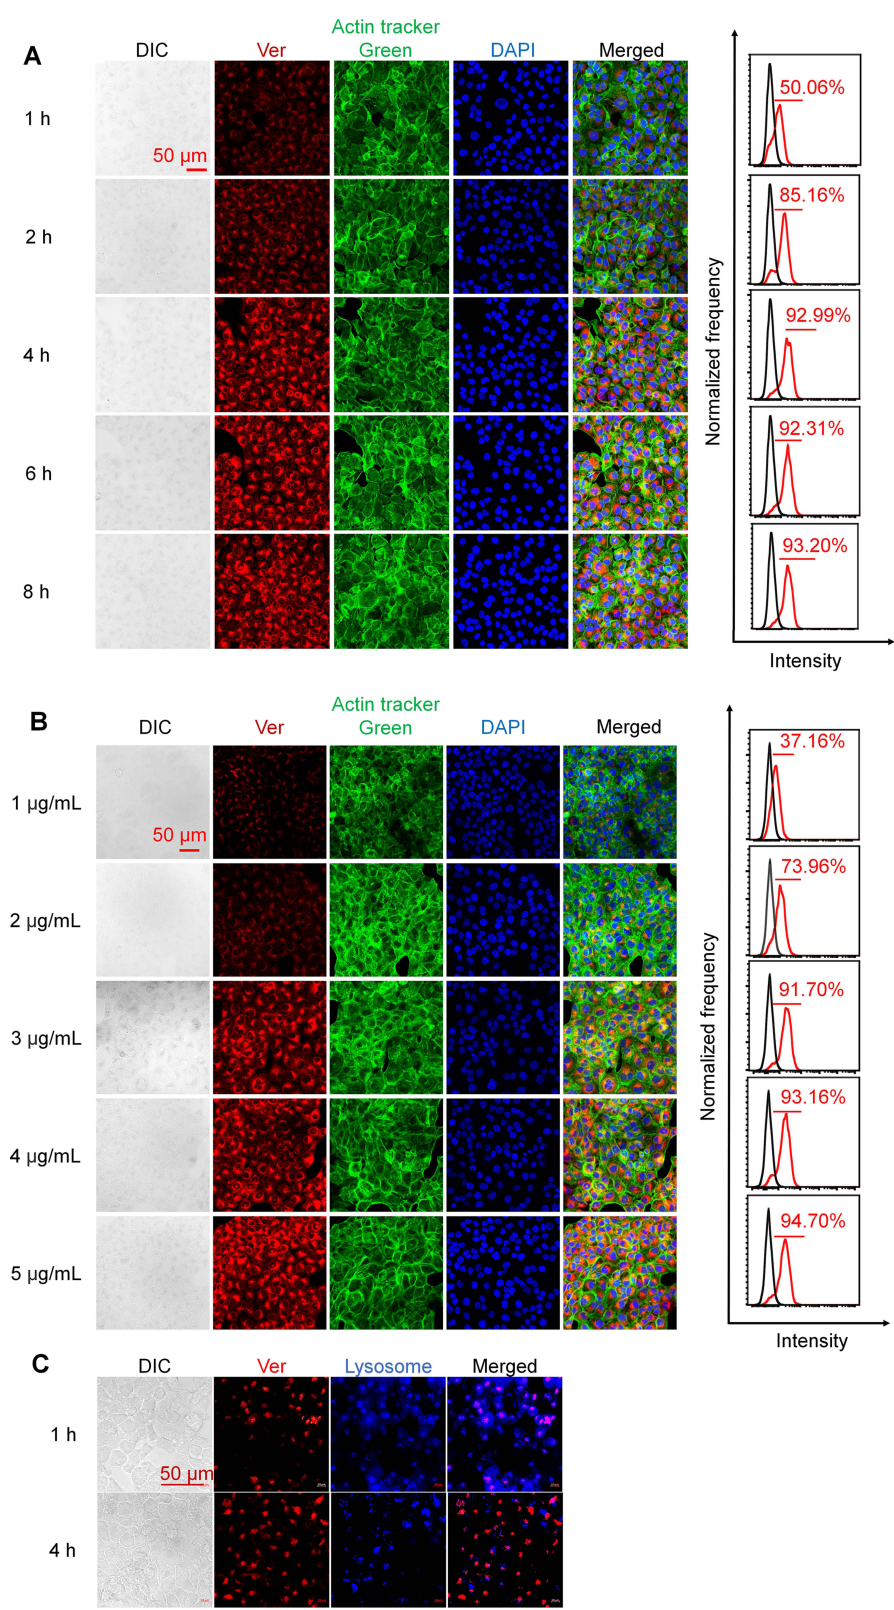 A
DIC
Ver
Actin tracker
Green
DAPI
Merged
1 h
50 µm
50.06%
2 h
85.16%
4 h
92.99%
6 h
92.31%
8 h
93.20%
Normalized frequency
Intensity
B
DIC
Ver
Actin tracker
Green
DAPI
Merged
1 µg/mL
50 µm
37.16%
2 µg/mL
73.96%
3 µg/mL
91.70%
4 µg/mL
93.16%
5 µg/mL
94.70%
Normalized frequency
Intensity
C
DIC
Ver
Lysosome
Merged
1 h
50 µm
4 h